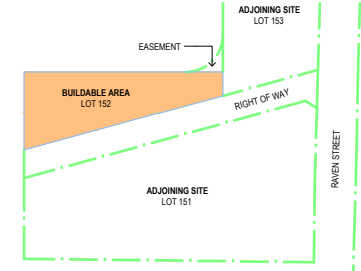 ADJOINING SITE
LOT 153
EASEMENT
BUILDABLE AREA
LOT 152
RIGHT OF WAY
RAVEN STREET
ADJOINING SITE
LOT 151